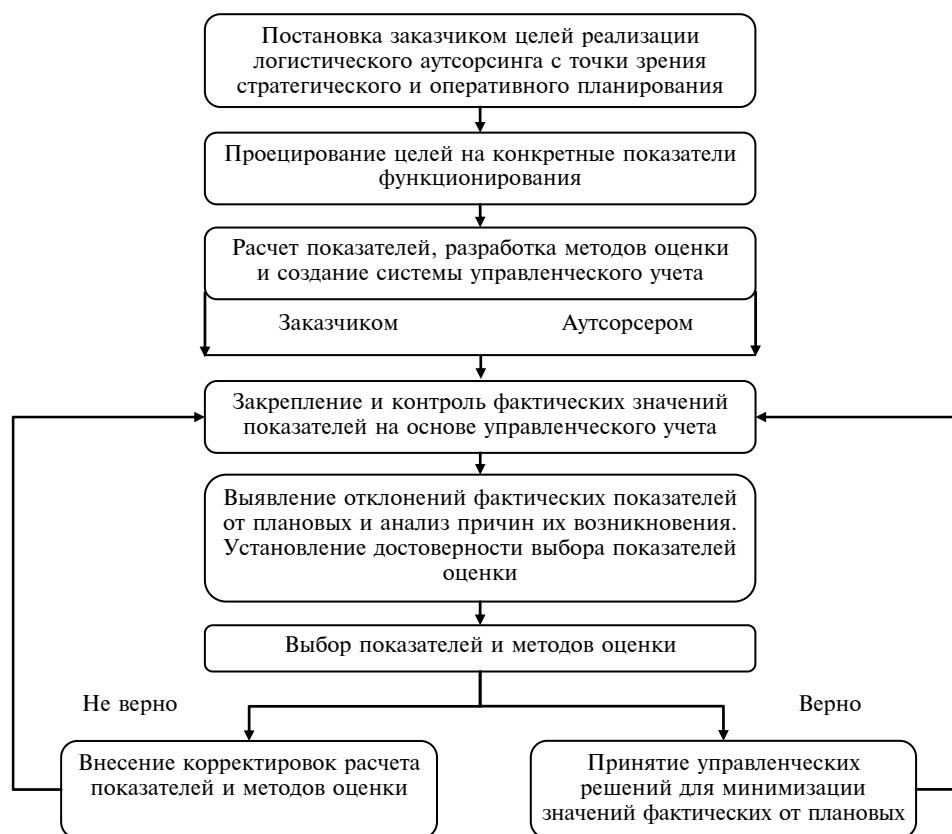 Постановка заказчиком целей реализации
логистического аутсорсинга с точки зрения
стратегического и оперативного планирования
Проецирование целей на конкретные показатели
функционирования
Расчет показателей, разработка методов оценки
и создание системы управленческого учета
Заказчиком
Аутсорсером
Закрепление и контроль фактических значений
показателей на основе управленческого учета
Выявление отклонений фактических показателей
от плановых и анализ причин их возникновения.
Установление достоверности выбора показателей
оценки
Выбор показателей и методов оценки
Не верно
Верно
Внесение корректировок расчета
показателей и методов оценки
Принятие управленческих
решений для минимизации
значений фактических от плановых